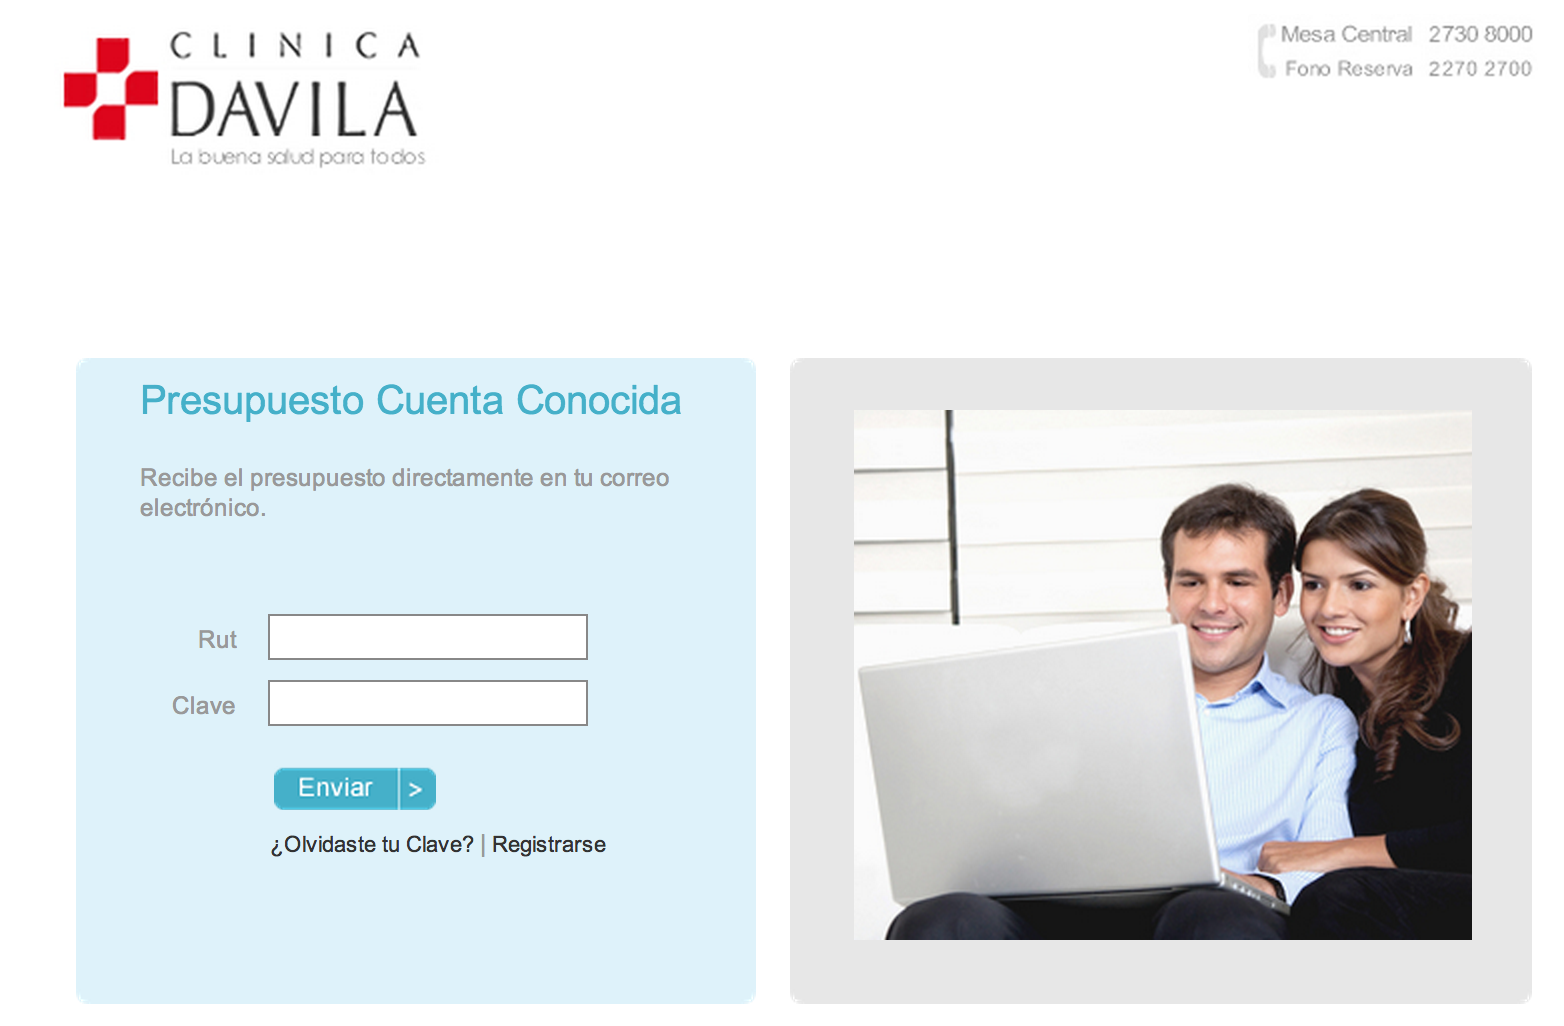 CLINICA
DAVILA
La buena salud para todos
Mesa Central 2730 8000
Fono Reserva 2270 2700
Presupuesto Cuenta Conocida
Recibe el presupuesto directamente en tu correo
electrónico.
Rut
Clave
Enviar >
¿Olvidaste tu Clave? | Registrarse